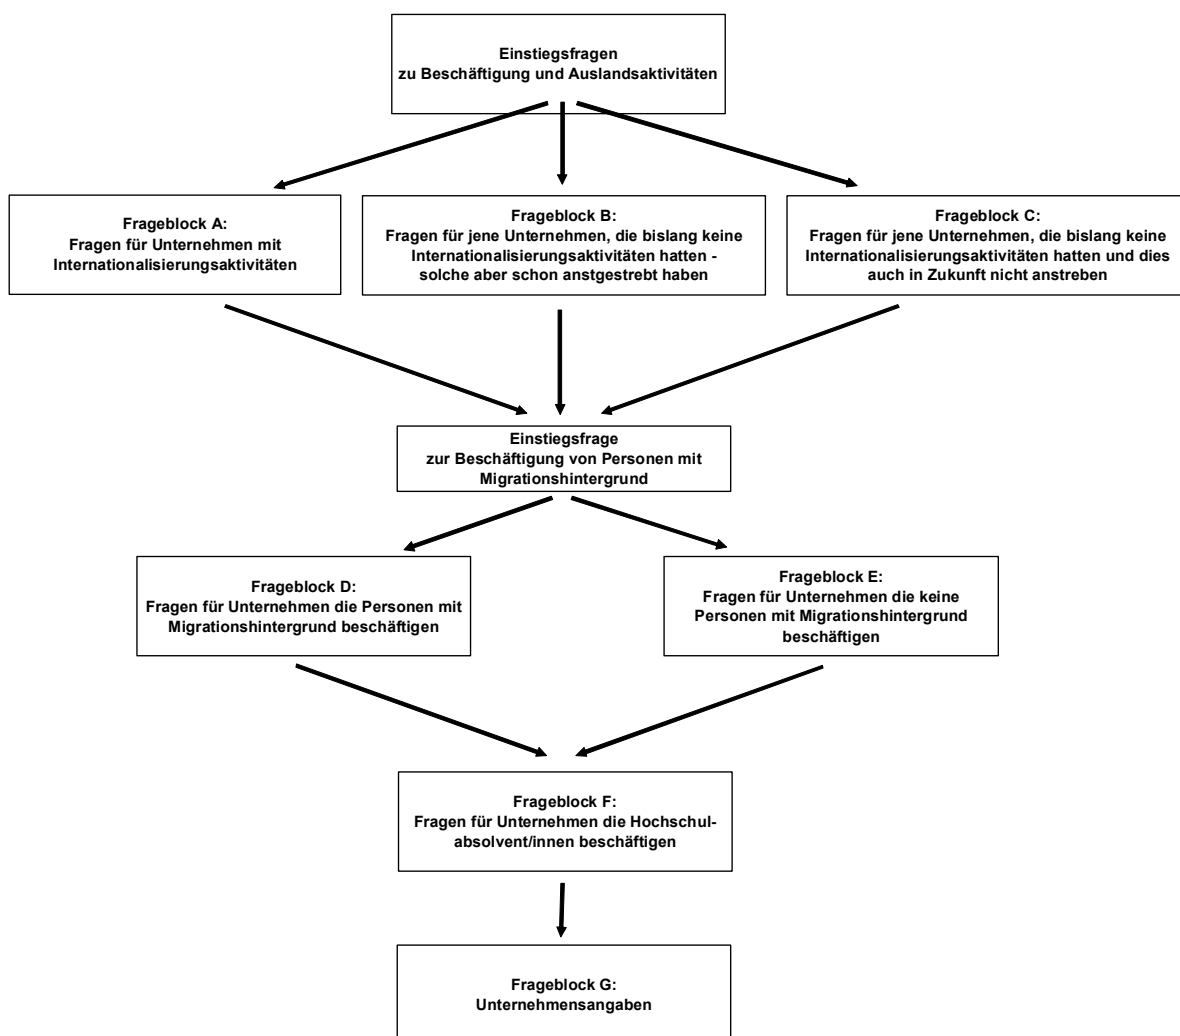 Einstiegsfragen
zu Beschäftigung und Auslandsaktivitäten
Frageblock A:
Fragen für Unternehmen mit
Internationalisierungsaktivitäten
Frageblock B:
Fragen für jene Unternehmen, die bislang keine
Internationalisierungsaktivitäten hatten -
solche aber schon anstgestrebt haben
Frageblock C:
Fragen für jene Unternehmen, die bislang keine
Internationalisierungsaktivitäten hatten und dies
auch in Zukunft nicht anstreben
Einstiegsfrage
zur Beschäftigung von Personen mit
Migrationshintergrund
Frageblock D:
Fragen für Unternehmen die Personen mit
Migrationshintergrund beschäftigen
Frageblock E:
Fragen für Unternehmen die keine
Personen mit Migrationshintergrund
beschäftigen
Frageblock F:
Fragen für Unternehmen die Hochschul-
absolvent/innen beschäftigen
Frageblock G:
Unternehmensangaben